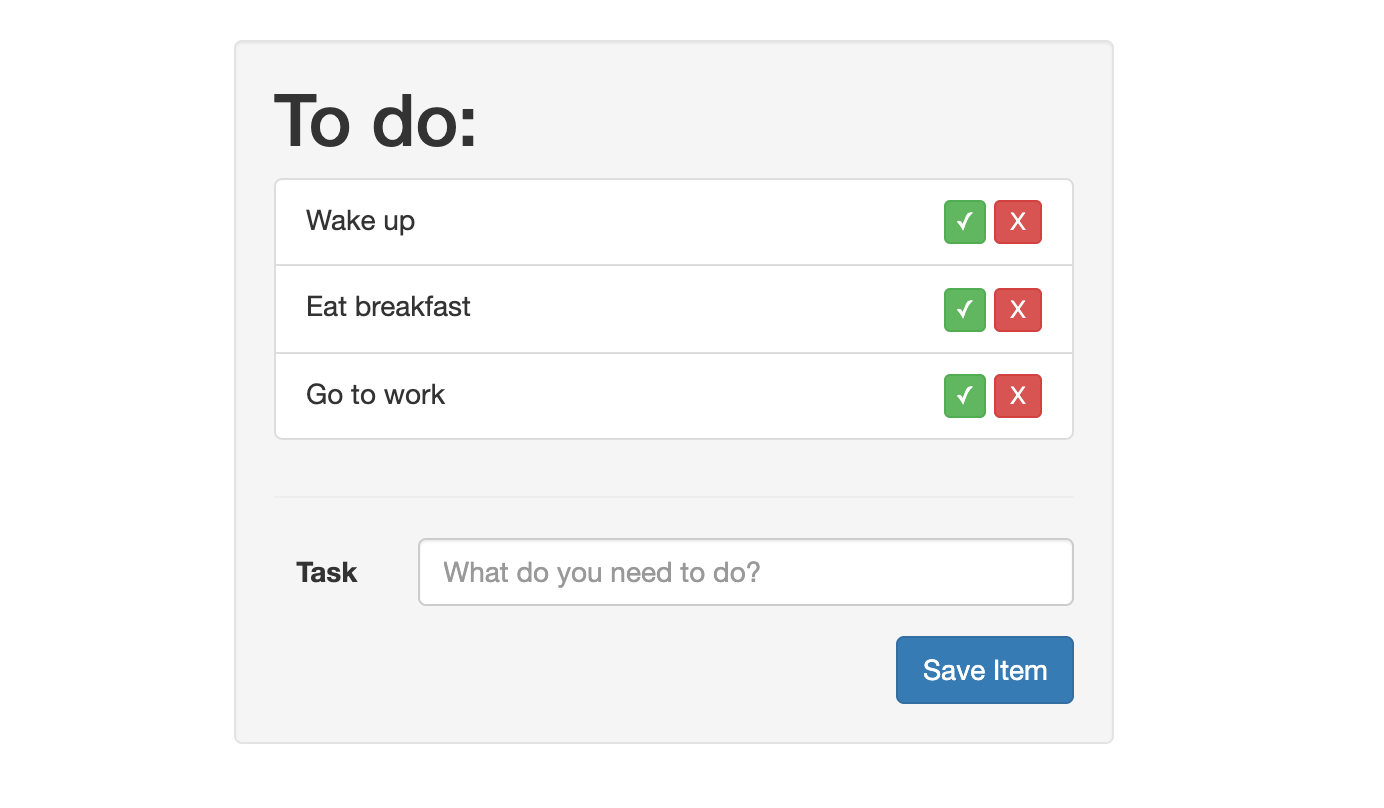 To do:
Wake up ✓ X
Eat breakfast ✓ X
Go to work ✓ X
Task What do you need to do?
Save Item